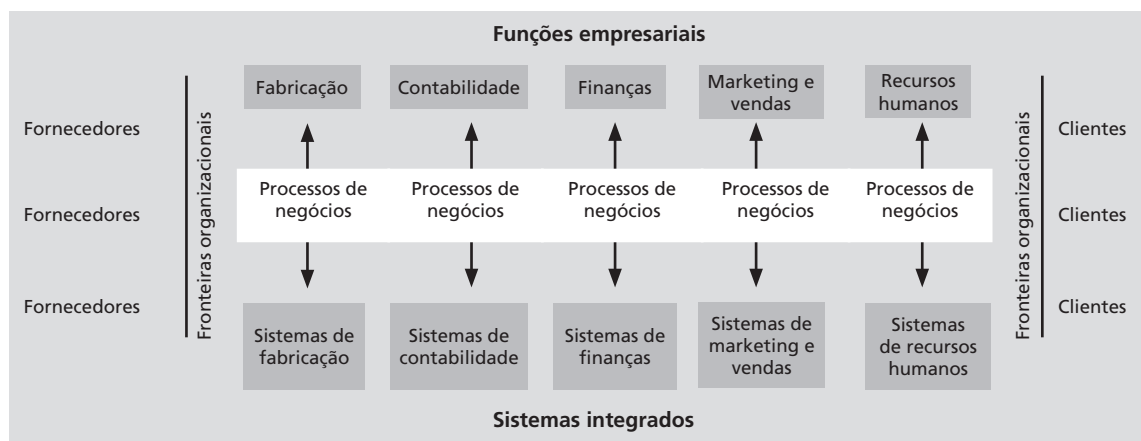 Funções empresariais
Fabricação
Contabilidade
Finanças
Marketing e
vendas
Recursos
humanos
Fornecedores
Fornecedores
Fornecedores
Fronteiras organizacionais
Processos de
negócios
Processos de
negócios
Processos de
negócios
Processos de
negócios
Processos de
negócios
Fronteiras organizacionais
Clientes
Clientes
Clientes
Sistemas de
fabricação
Sistemas de
contabilidade
Sistemas de
finanças
Sistemas de
marketing e
vendas
Sistemas
de recursos
humanos
Sistemas integrados